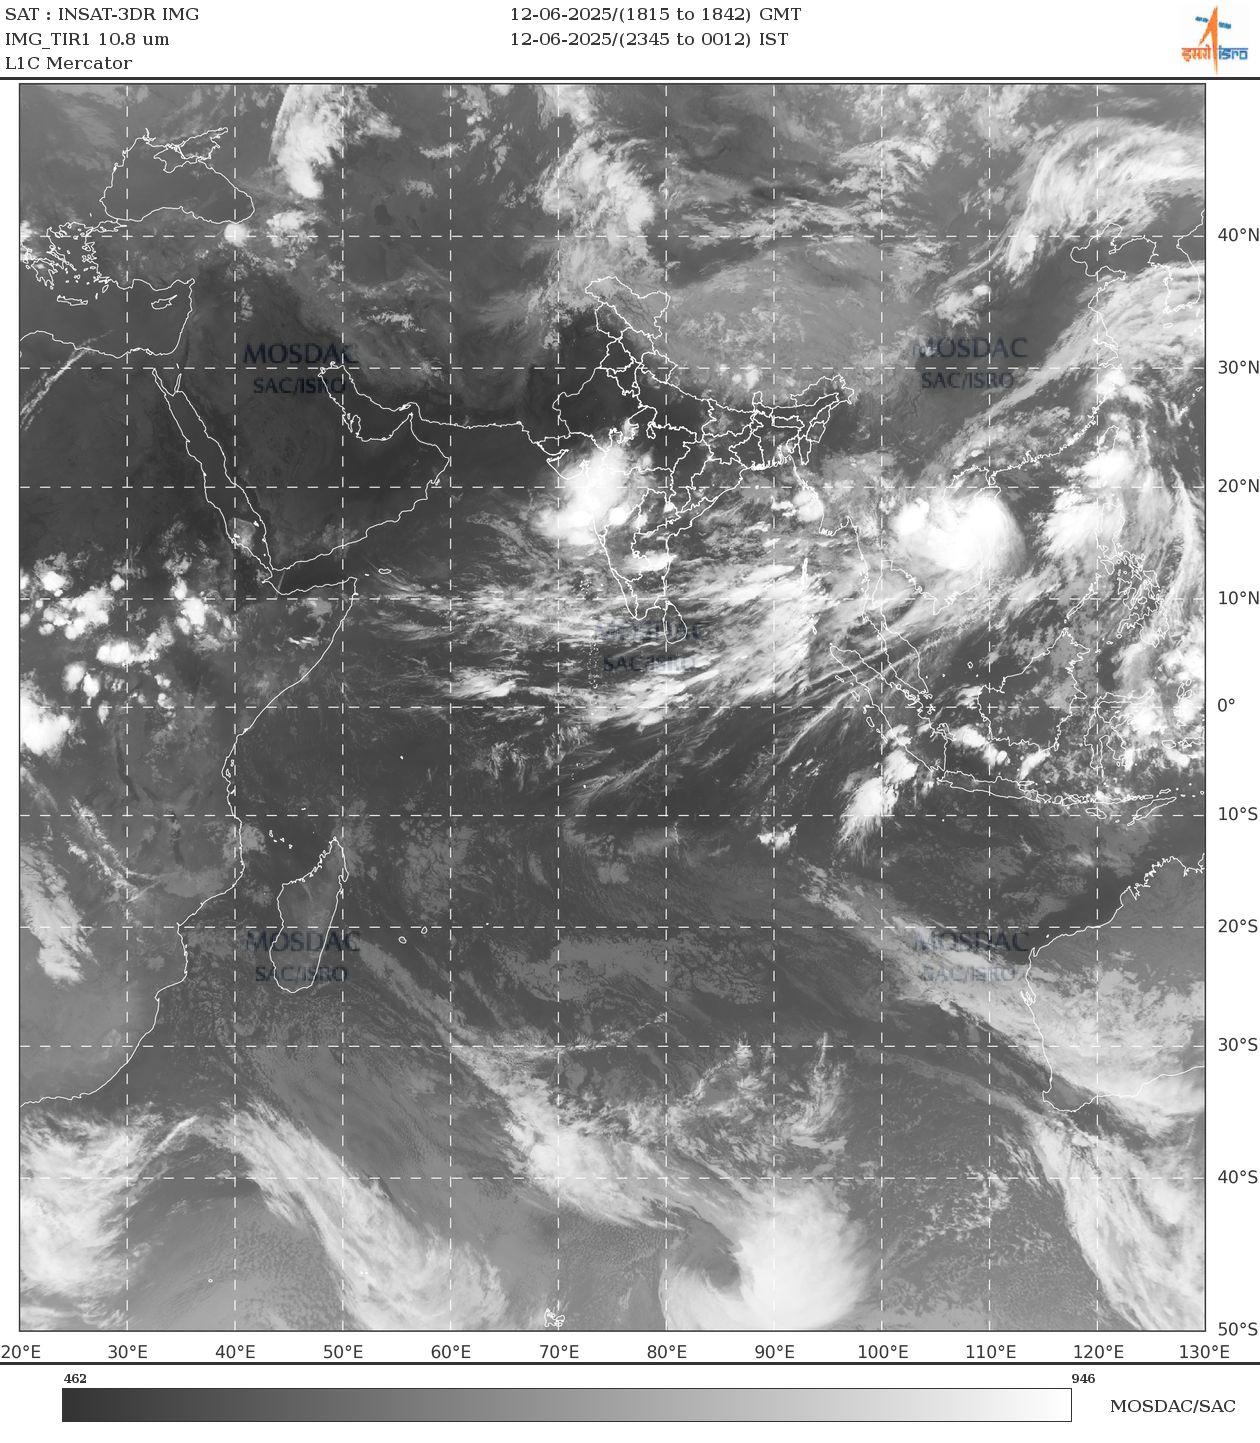 SAT : INSAT-3DR IMG
12-06-2025/(1815 to 1842) GMT
IMG_TIR1 10.8 um
12-06-2025/(2345 to 0012) IST
L1C Mercator
इसरो isro
40°N
MOSDAC
SAC/ISRO
MOSDAC
SAC/ISRO
30°N
20°N
10°N
MOSDAC
SAC/ISRO
0°
10°S
20°S
MOSDAC
SAC/ISRO
MOSDAC
SAC/ISRO
30°S
40°S
50°S
20°E 30°E 40°E 50°E 60°E 70°E 80°E 90°E 100°E 110°E 120°E 130°E
462
946
MOSDAC/SAC